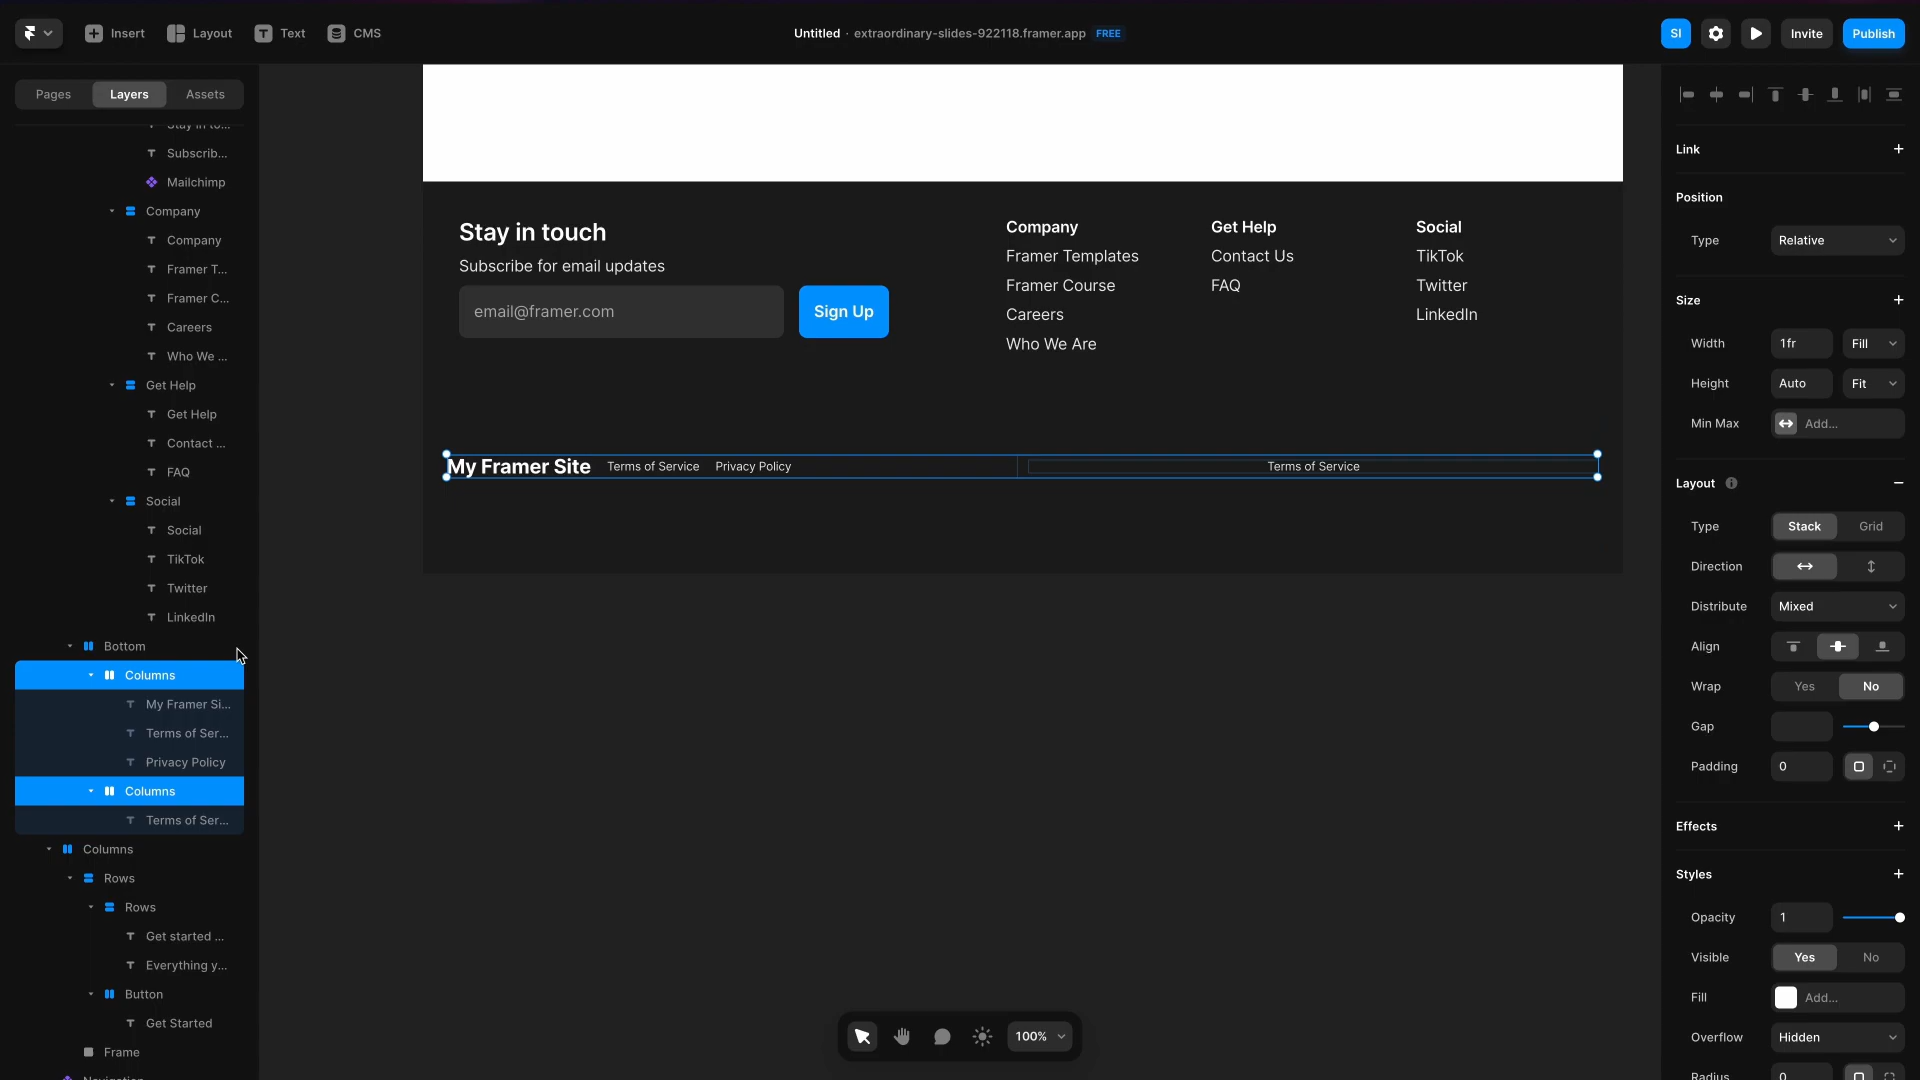 Insert
Layout
Text
CMS
Untitled · extraordinary-slides-922118.framer.app FREE
SI
Invite
Publish
Pages
Layers
Assets
Stay in to...
Subscrib...
Mailchimp
Company
Company
Framer T...
Framer C...
Careers
Who We ...
Get Help
Get Help
Contact ...
FAQ
Social
Social
TikTok
Twitter
LinkedIn
Bottom
Columns
My Framer Si...
Terms of Ser...
Privacy Policy
Columns
Terms of Ser...
Columns
Rows
Rows
Get started ...
Everything y...
Button
Get Started
Frame
Navigation
Stay in touch
Subscribe for email updates
email@framer.com
Sign Up
Company
Framer Templates
Framer Course
Careers
Who We Are
Get Help
Contact Us
FAQ
Social
TikTok
Twitter
LinkedIn
My Framer Site
Terms of Service
Privacy Policy
Terms of Service
100%
Link
Position
Type Relative
Size
Width 1fr Fill
Height Auto Fit
Min Max Add...
Layout
Type Stack Grid
Direction
Distribute Mixed
Align
Wrap Yes No
Gap
Padding 0
Effects
Styles
Opacity 1
Visible Yes No
Fill Add...
Overflow Hidden
Radius 0